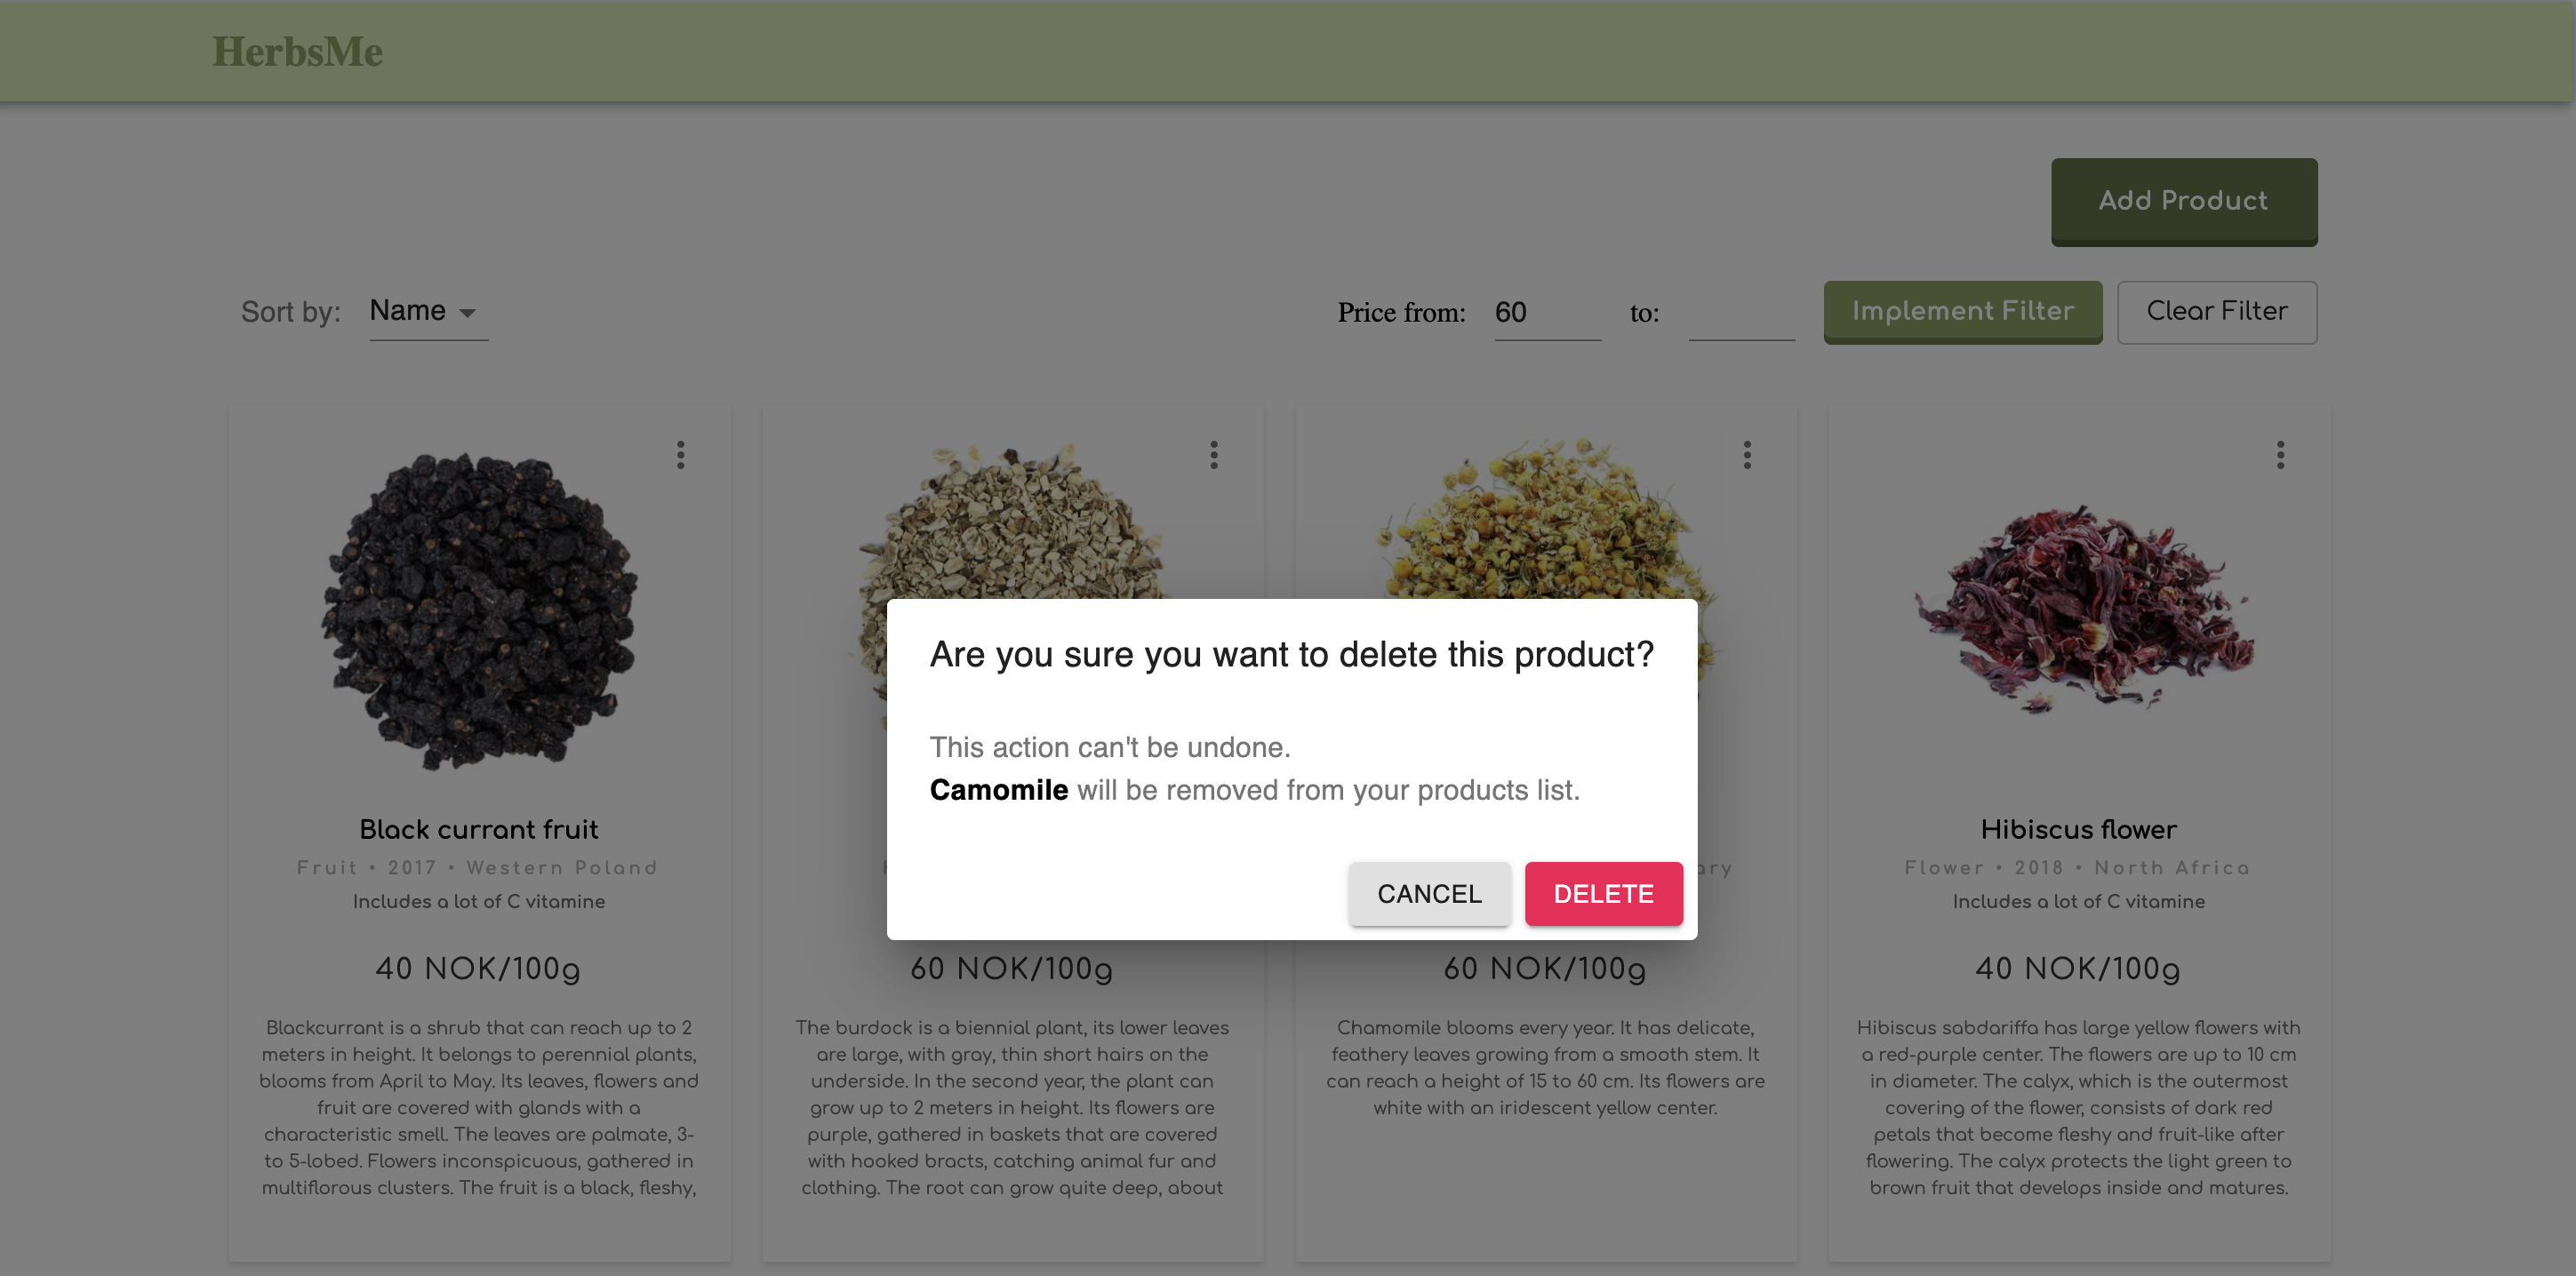 HerbsMe
Add Product
Sort by: Name
Price from: 60 to:
Implement Filter
Clear Filter
Are you sure you want to delete this product?
This action can't be undone.
Camomile will be removed from your products list.
CANCEL
DELETE
Black currant fruit
Fruit • 2017 • Western Poland
Includes a lot of C vitamine
40 NOK/100g
Blackcurrant is a shrub that can reach up to 2
meters in height. It belongs to perennial plants,
blooms from April to May. Its leaves, flowers and
fruit are covered with glands with a
characteristic smell. The leaves are palmate, 3-
to 5-lobed. Flowers inconspicuous, gathered in
multiflorous clusters. The fruit is a black, fleshy,
60 NOK/100g
The burdock is a biennial plant, its lower leaves
are large, with gray, thin short hairs on the
underside. In the second year, the plant can
grow up to 2 meters in height. Its flowers are
purple, gathered in baskets that are covered
with hooked bracts, catching animal fur and
clothing. The root can grow quite deep, about
60 NOK/100g
Chamomile blooms every year. It has delicate,
feathery leaves growing from a smooth stem. It
can reach a height of 15 to 60 cm. Its flowers are
white with an iridescent yellow center.
Hibiscus flower
Flower • 2018 • North Africa
Includes a lot of C vitamine
40 NOK/100g
Hibiscus sabdariffa has large yellow flowers with
a red-purple center. The flowers are up to 10 cm
in diameter. The calyx, which is the outermost
covering of the flower, consists of dark red
petals that become fleshy and fruit-like after
flowering. The calyx protects the light green to
brown fruit that develops inside and matures.